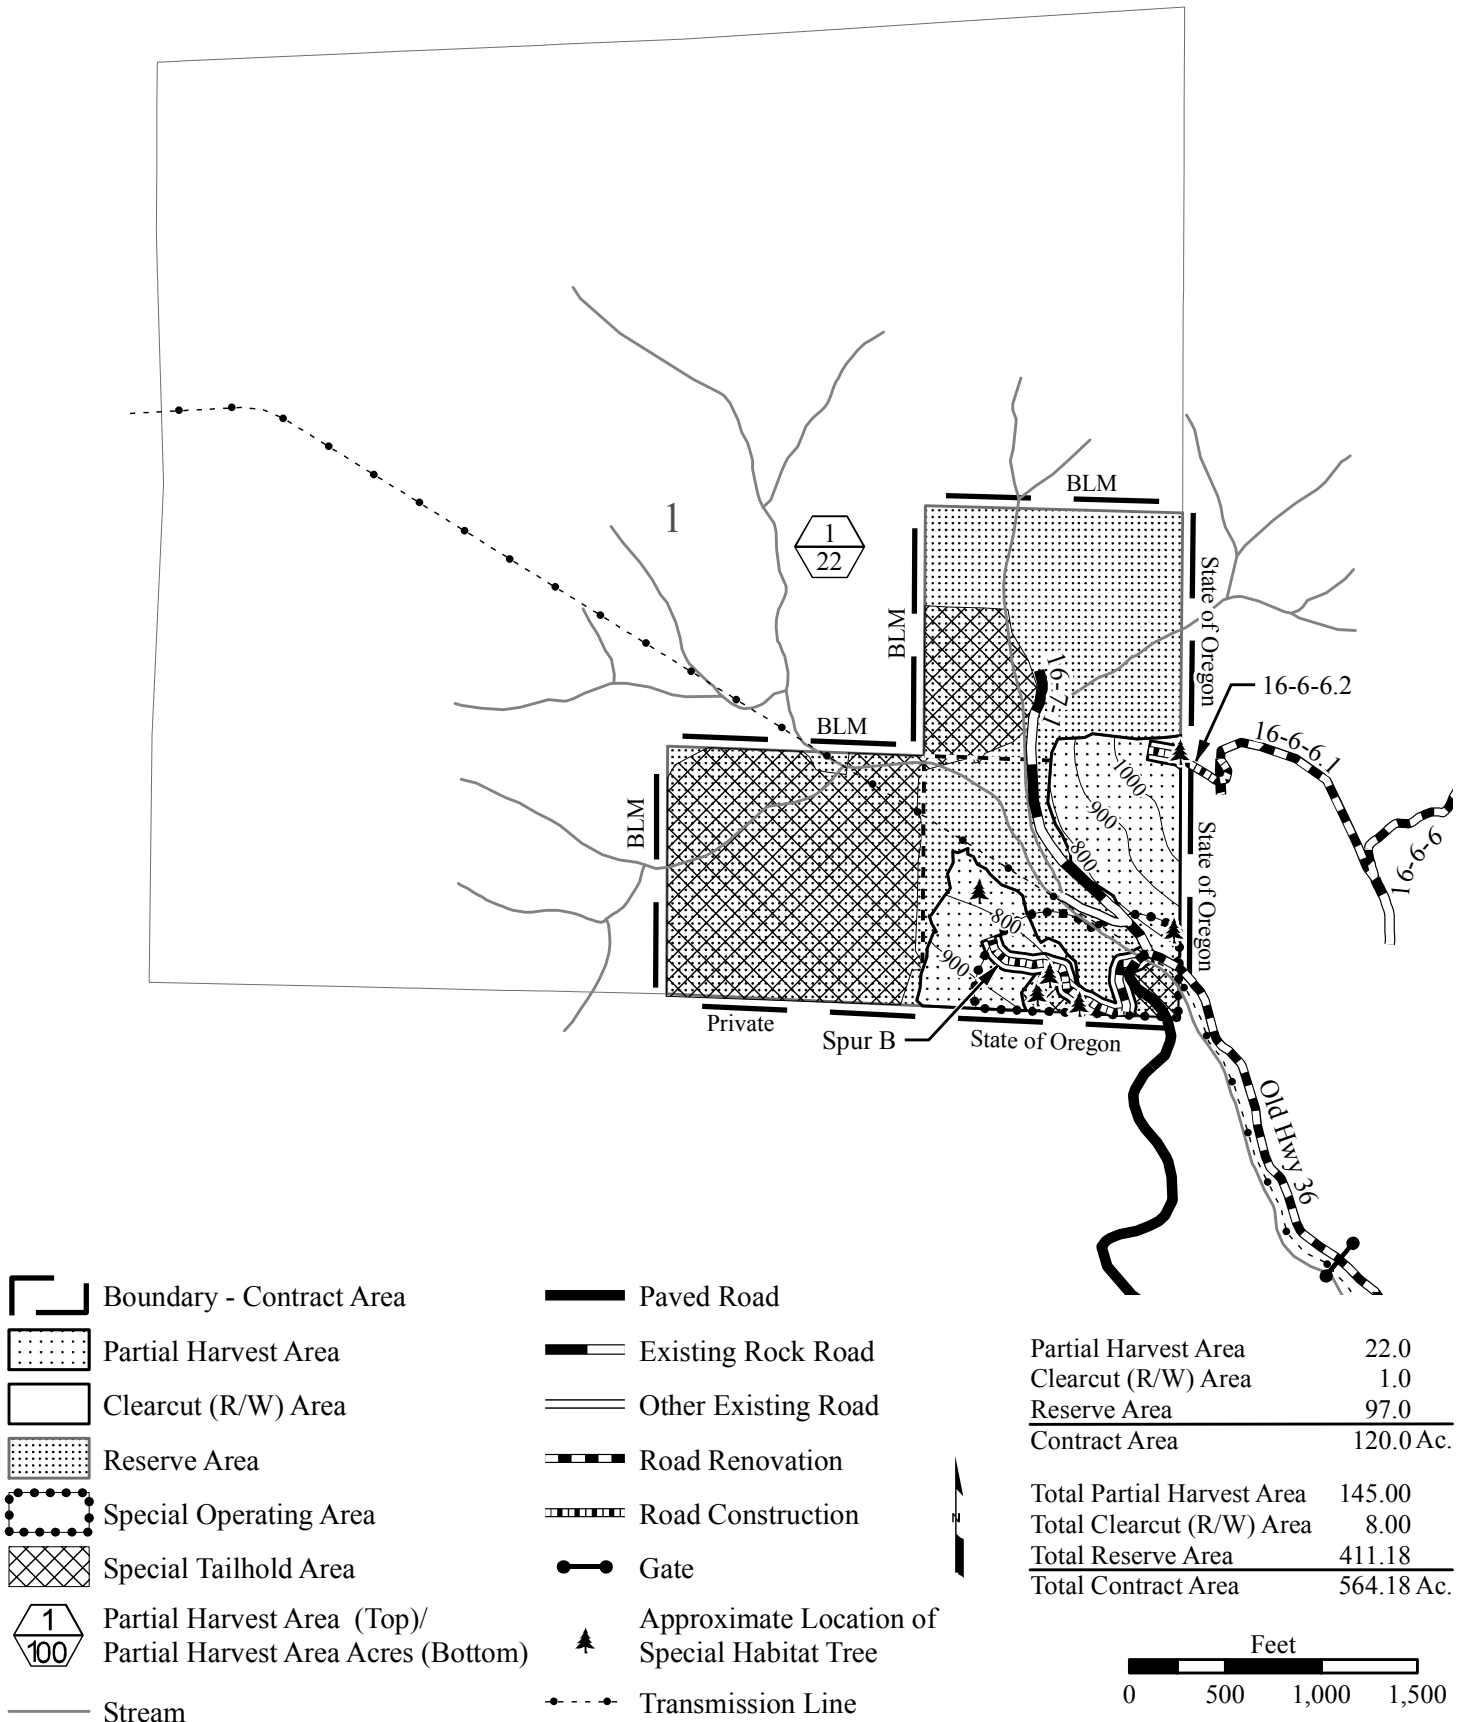 BLM
1
1
22
State of Oregon
BLM
16-7-1
16-6-6.2
BLM
16-6-6.1
1000
900
BLM
State of Oregon
800
16-6-6
800
900
Private
Spur B
State of Oregon
Old Hwy 36
Boundary - Contract Area
Partial Harvest Area
Clearcut (R/W) Area
Reserve Area
Special Operating Area
Special Tailhold Area
1
100
Partial Harvest Area (Top)/
Partial Harvest Area Acres (Bottom)
Stream
Paved Road
Existing Rock Road
Other Existing Road
Road Renovation
Road Construction
Gate
Approximate Location of
Special Habitat Tree
Transmission Line
N
Partial Harvest Area 22.0
Clearcut (R/W) Area 1.0
Reserve Area 97.0
Contract Area 120.0 Ac.
Total Partial Harvest Area 145.00
Total Clearcut (R/W) Area 8.00
Total Reserve Area 411.18
Total Contract Area 564.18 Ac.
Feet
0 500 1,000 1,500